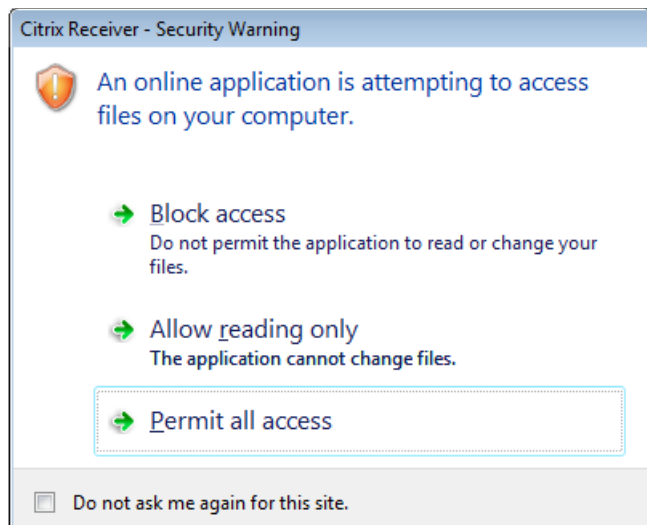 Citrix Receiver - Security Warning
An online application is attempting to access
files on your computer.
Block access
Do not permit the application to read or change your
files.
Allow reading only
The application cannot change files.
Permit all access
Do not ask me again for this site.